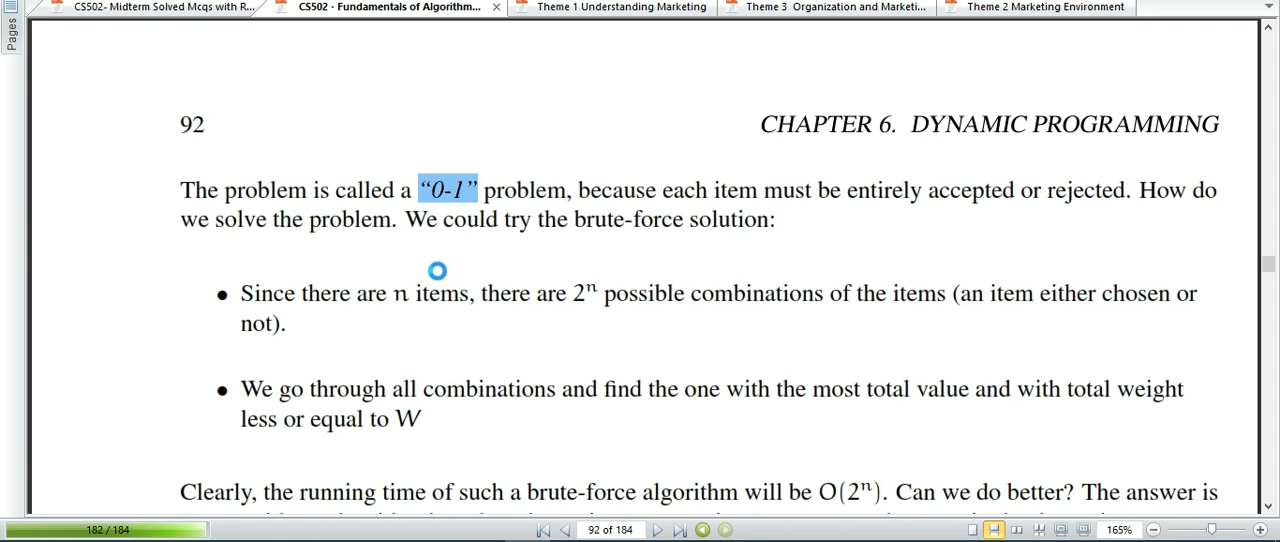 CS502- Midterm Solved Mcqs with R...
CS502 - Fundamentals of Algorithm...
Theme 1 Understanding Marketing
Theme 3 Organization and Marketi...
Theme 2 Marketing Environment
Pages
92
CHAPTER 6. DYNAMIC PROGRAMMING
The problem is called a “0-1” problem, because each item must be entirely accepted or rejected. How do
we solve the problem. We could try the brute-force solution:
• Since there are n items, there are 2ⁿ possible combinations of the items (an item either chosen or
not).
• We go through all combinations and find the one with the most total value and with total weight
less or equal to W
Clearly, the running time of such a brute-force algorithm will be O(2ⁿ). Can we do better? The answer is
182 / 184
92 of 184
165%